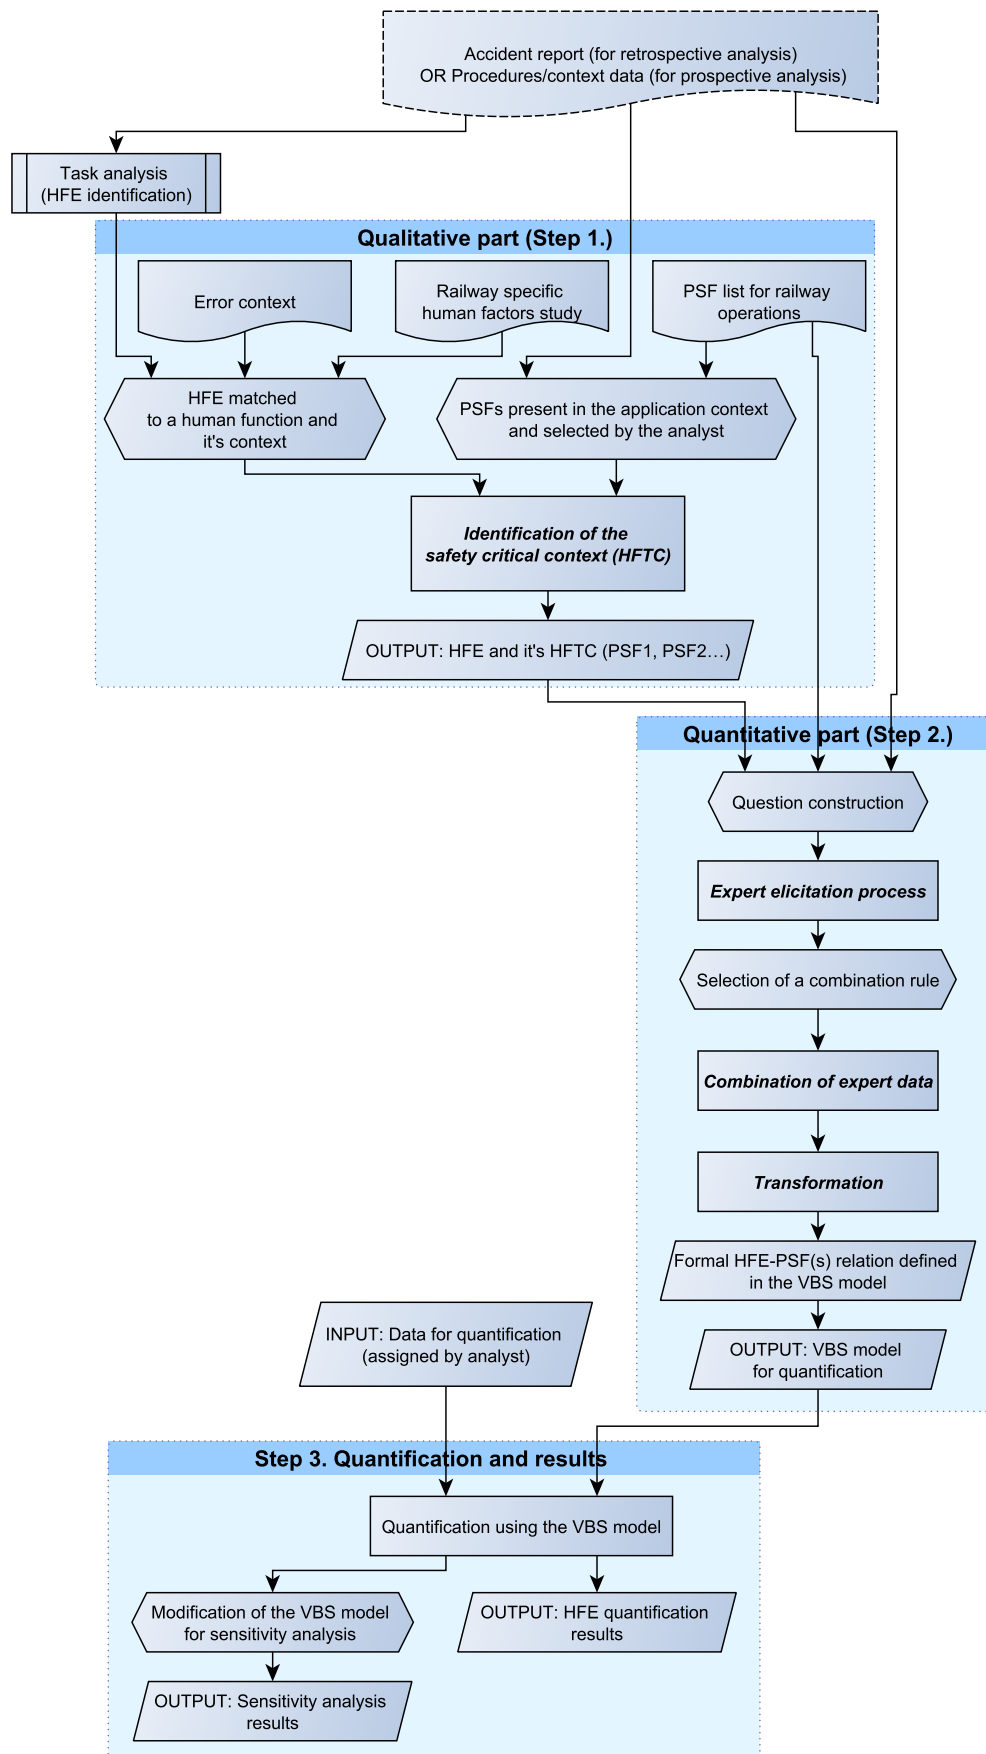 Accident report (for retrospective analysis)
OR Procedures/context data (for prospective analysis)
Task analysis
(HFE identification)
Qualitative part (Step 1.)
Error context
Railway specific
human factors study
PSF list for railway
operations
HFE matched
to a human function and
it's context
PSFs present in the application context
and selected by the analyst
Identification of the
safety critical context (HFTC)
OUTPUT: HFE and it's HFTC (PSF1, PSF2…)
Quantitative part (Step 2.)
Question construction
Expert elicitation process
Selection of a combination rule
Combination of expert data
Transformation
Formal HFE-PSF(s) relation defined
in the VBS model
OUTPUT: VBS model
for quantification
INPUT: Data for quantification
(assigned by analyst)
Step 3. Quantification and results
Quantification using the VBS model
Modification of the VBS model
for sensitivity analysis
OUTPUT: HFE quantification
results
OUTPUT: Sensitivity analysis
results